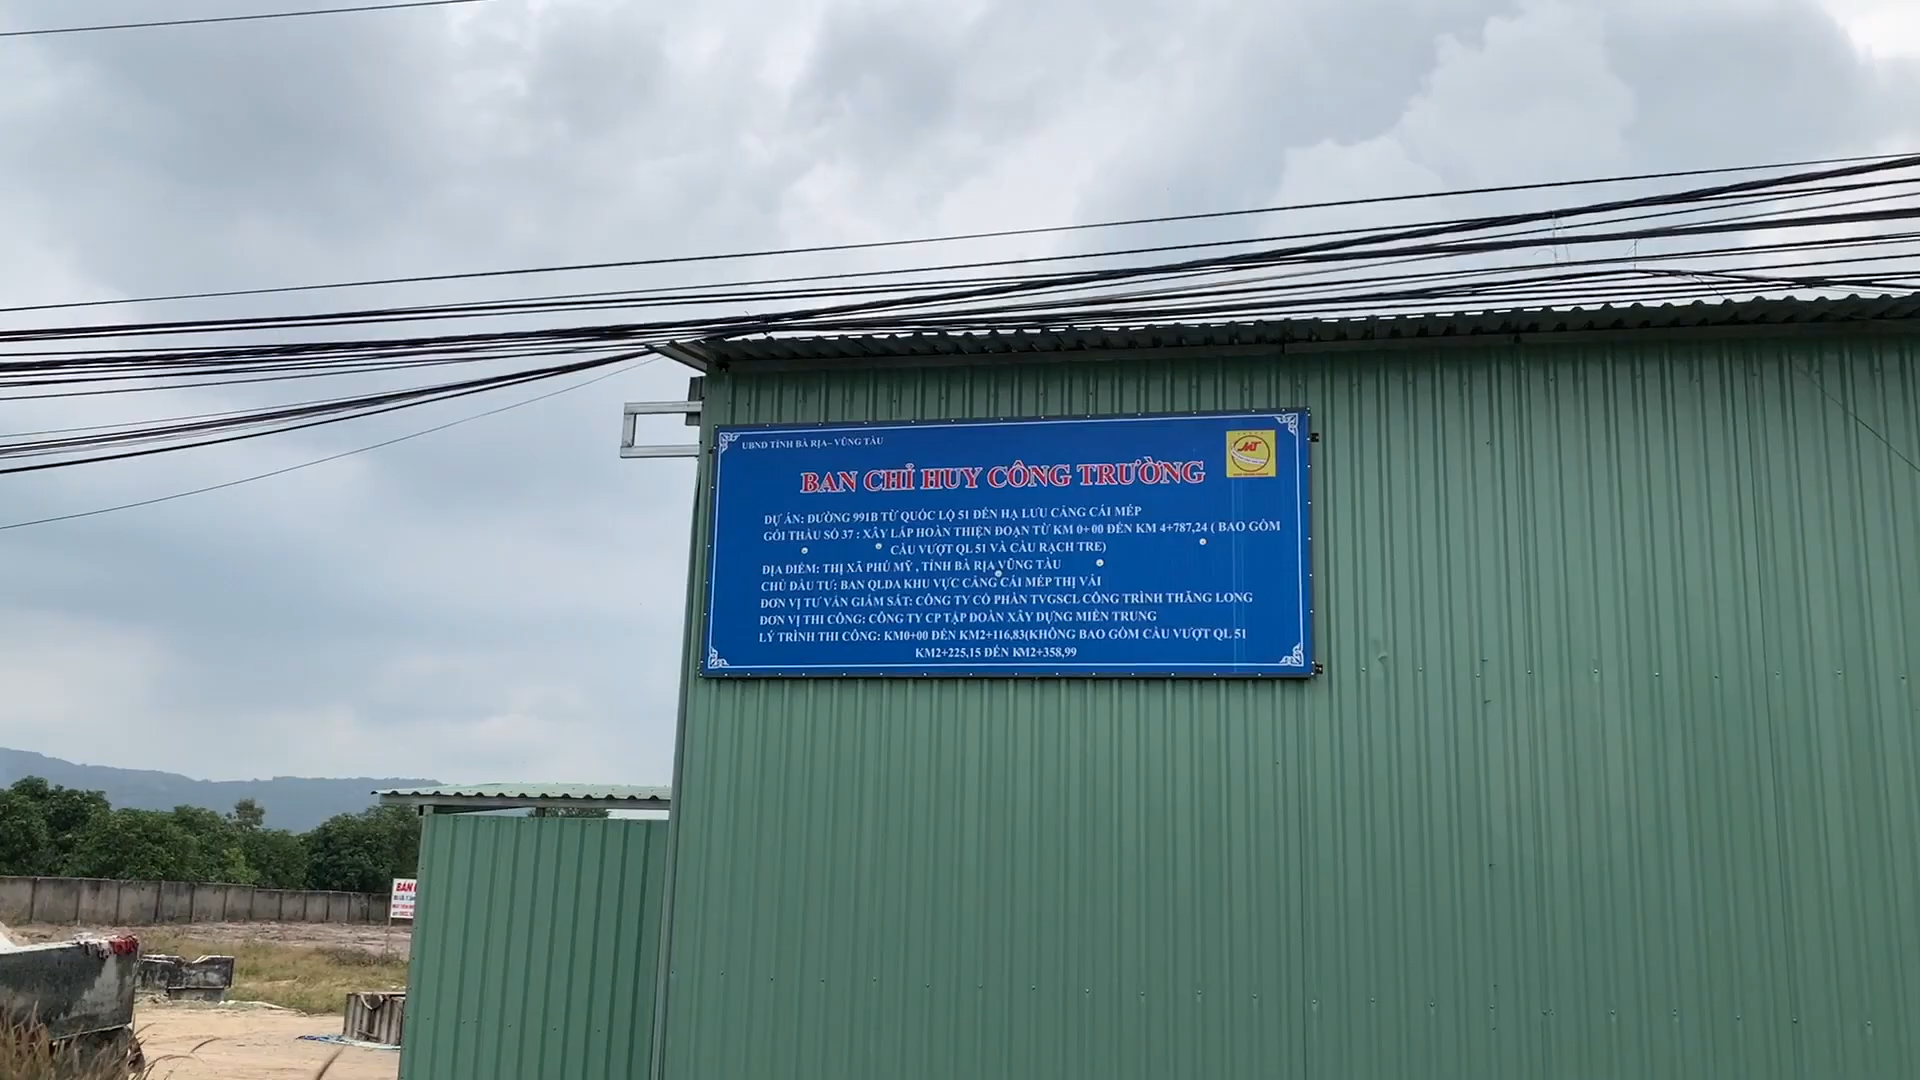 UBND TỈNH BÀ RỊA– VŨNG TÀU
MT
BAN CHỈ HUY CÔNG TRƯỜNG
DỰ ÁN: ĐƯỜNG 991B TỪ QUỐC LỘ 51 ĐẾN HẠ LƯU CẢNG CÁI MÉP
GÓI THẦU SỐ 37 : XÂY LẮP HOÀN THIỆN ĐOẠN TỪ KM 0+00 ĐẾN KM 4+787,24 ( BAO GỒM
CẦU VƯỢT QL 51 VÀ CẦU RẠCH TRE)
ĐỊA ĐIỂM: THỊ XÃ PHÚ MỸ , TỈNH BÀ RỊA VŨNG TÀU
CHỦ ĐẦU TƯ: BAN QLDA KHU VỰC CẢNG CÁI MÉP THỊ VẢI
ĐƠN VỊ TƯ VẤN GIÁM SÁT: CÔNG TY CỔ PHẦN TVGSCL CÔNG TRÌNH THĂNG LONG
ĐƠN VỊ THI CÔNG: CÔNG TY CP TẬP ĐOÀN XÂY DỰNG MIỀN TRUNG
LÝ TRÌNH THI CÔNG: KM0+00 ĐẾN KM2+116,83(KHÔNG BAO GỒM CẦU VƯỢT QL 51
KM2+225,15 ĐẾN KM2+358,99
BÁN